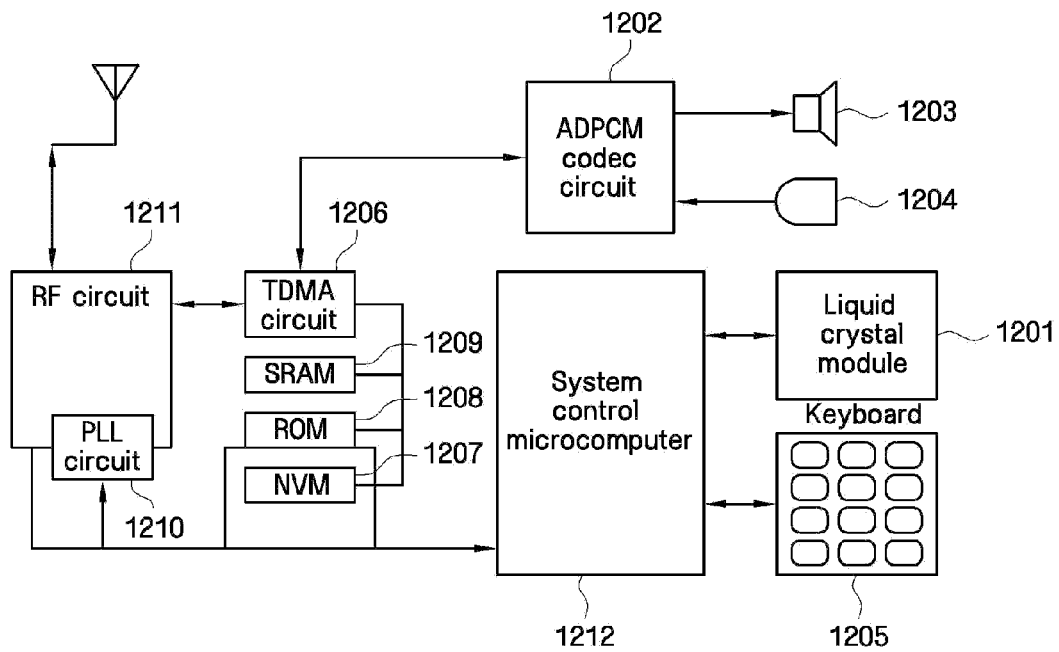 1202
ADPCM
codec
circuit
1203
1204
1211
1206
RF circuit
TDMA
circuit
1209
SRAM
1208
ROM
1207
NVM
PLL
circuit
1210
System
control
microcomputer
1212
Liquid
crystal
module
1201
Keyboard
1205